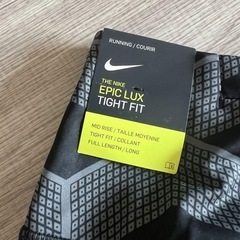 RUNNING / COURIR
THE NIKE
EPIC LUX
TIGHT FIT
MID RISE / TAILLE MOYENNE
TIGHT FIT / COLLANT
FULL LENGTH / LONG